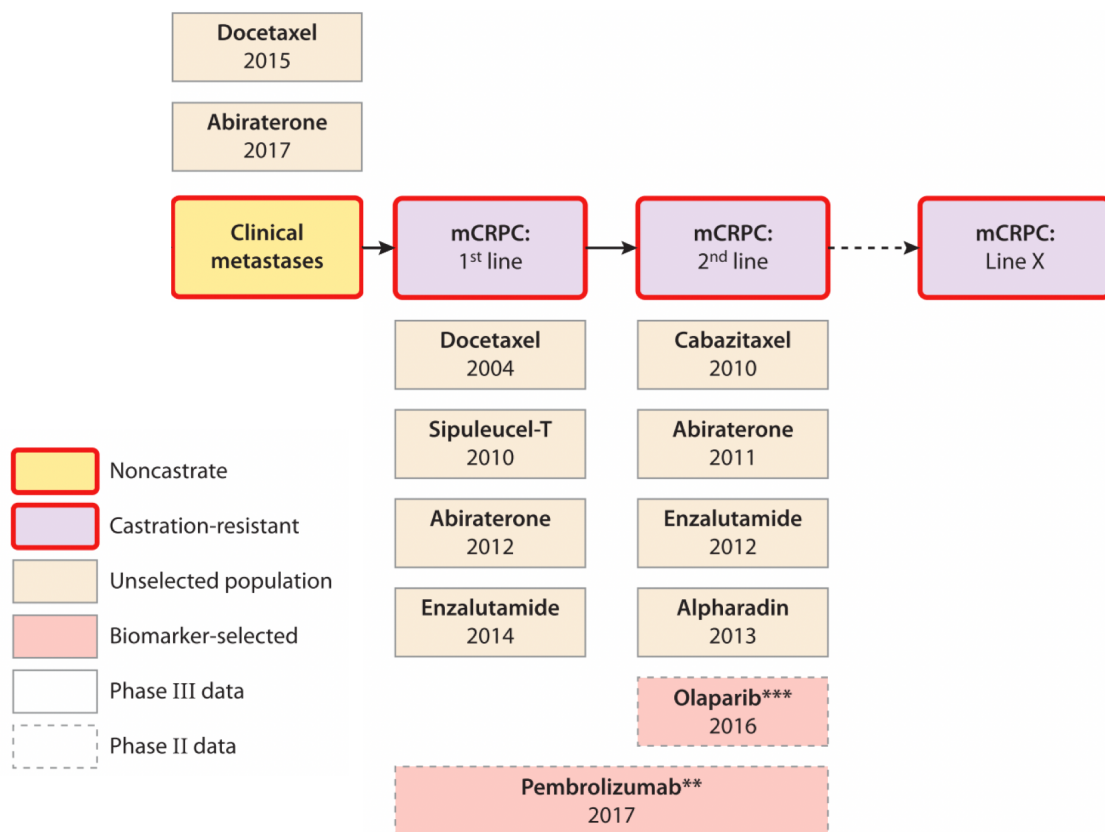 Docetaxel
2015
Abiraterone
2017
Clinical
metastases
mCRPC:
1st line
mCRPC:
2nd line
mCRPC:
Line X
Docetaxel
2004
Sipuleucel-T
2010
Abiraterone
2012
Enzalutamide
2014
Cabazitaxel
2010
Abiraterone
2011
Enzalutamide
2012
Alpharadin
2013
Olaparib***
2016
Pembrolizumab**
2017
Noncastrate
Castration-resistant
Unselected population
Biomarker-selected
Phase III data
Phase II data